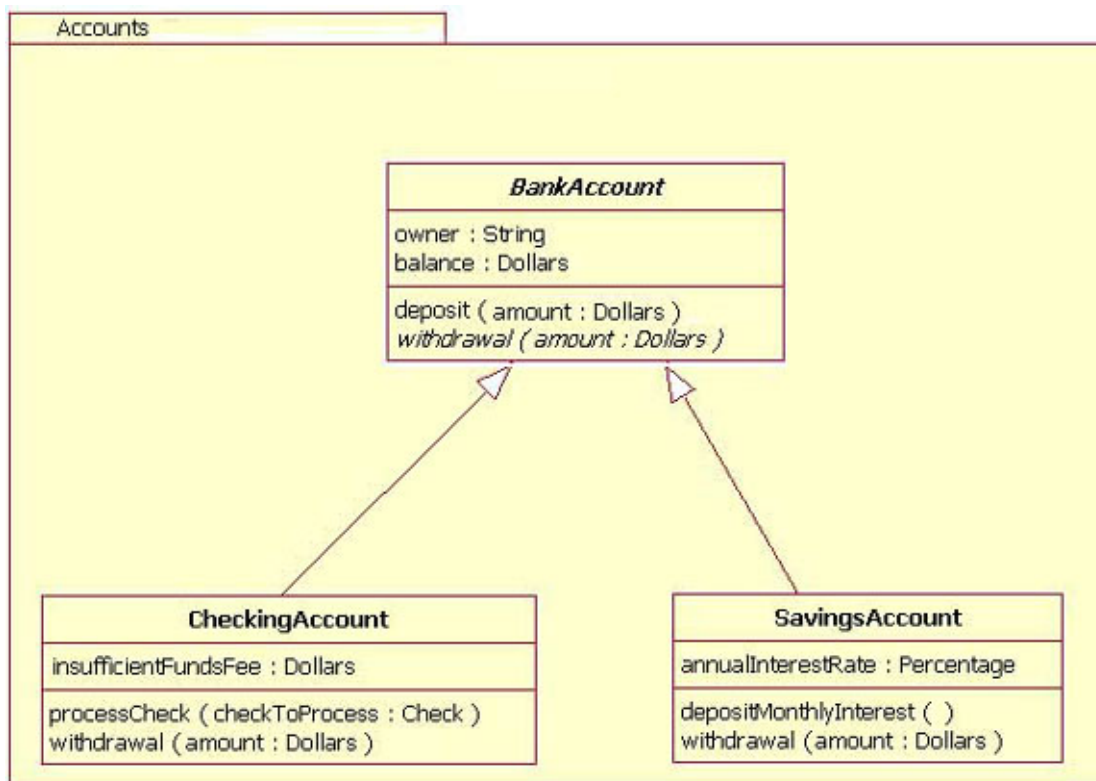 Accounts
BankAccount
owner : String
balance : Dollars
deposit ( amount : Dollars )
withdrawal ( amount : Dollars )
CheckingAccount
insufficientFundsFee : Dollars
processCheck ( checkToProcess : Check )
withdrawal ( amount : Dollars )
SavingsAccount
annualInterestRate : Percentage
depositMonthlyInterest ( )
withdrawal ( amount : Dollars )